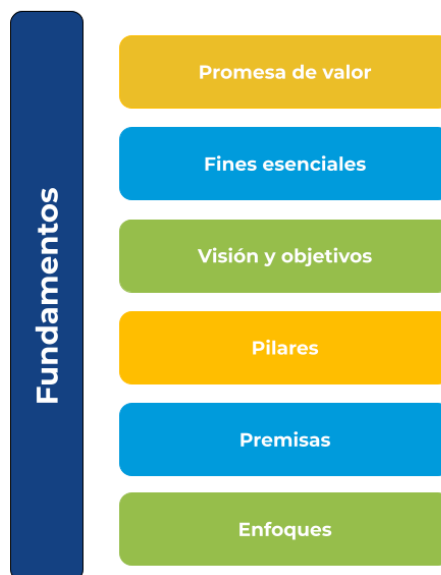 Fundamentos
Promesa de valor
Fines esenciales
Visión y objetivos
Pilares
Premisas
Enfoques